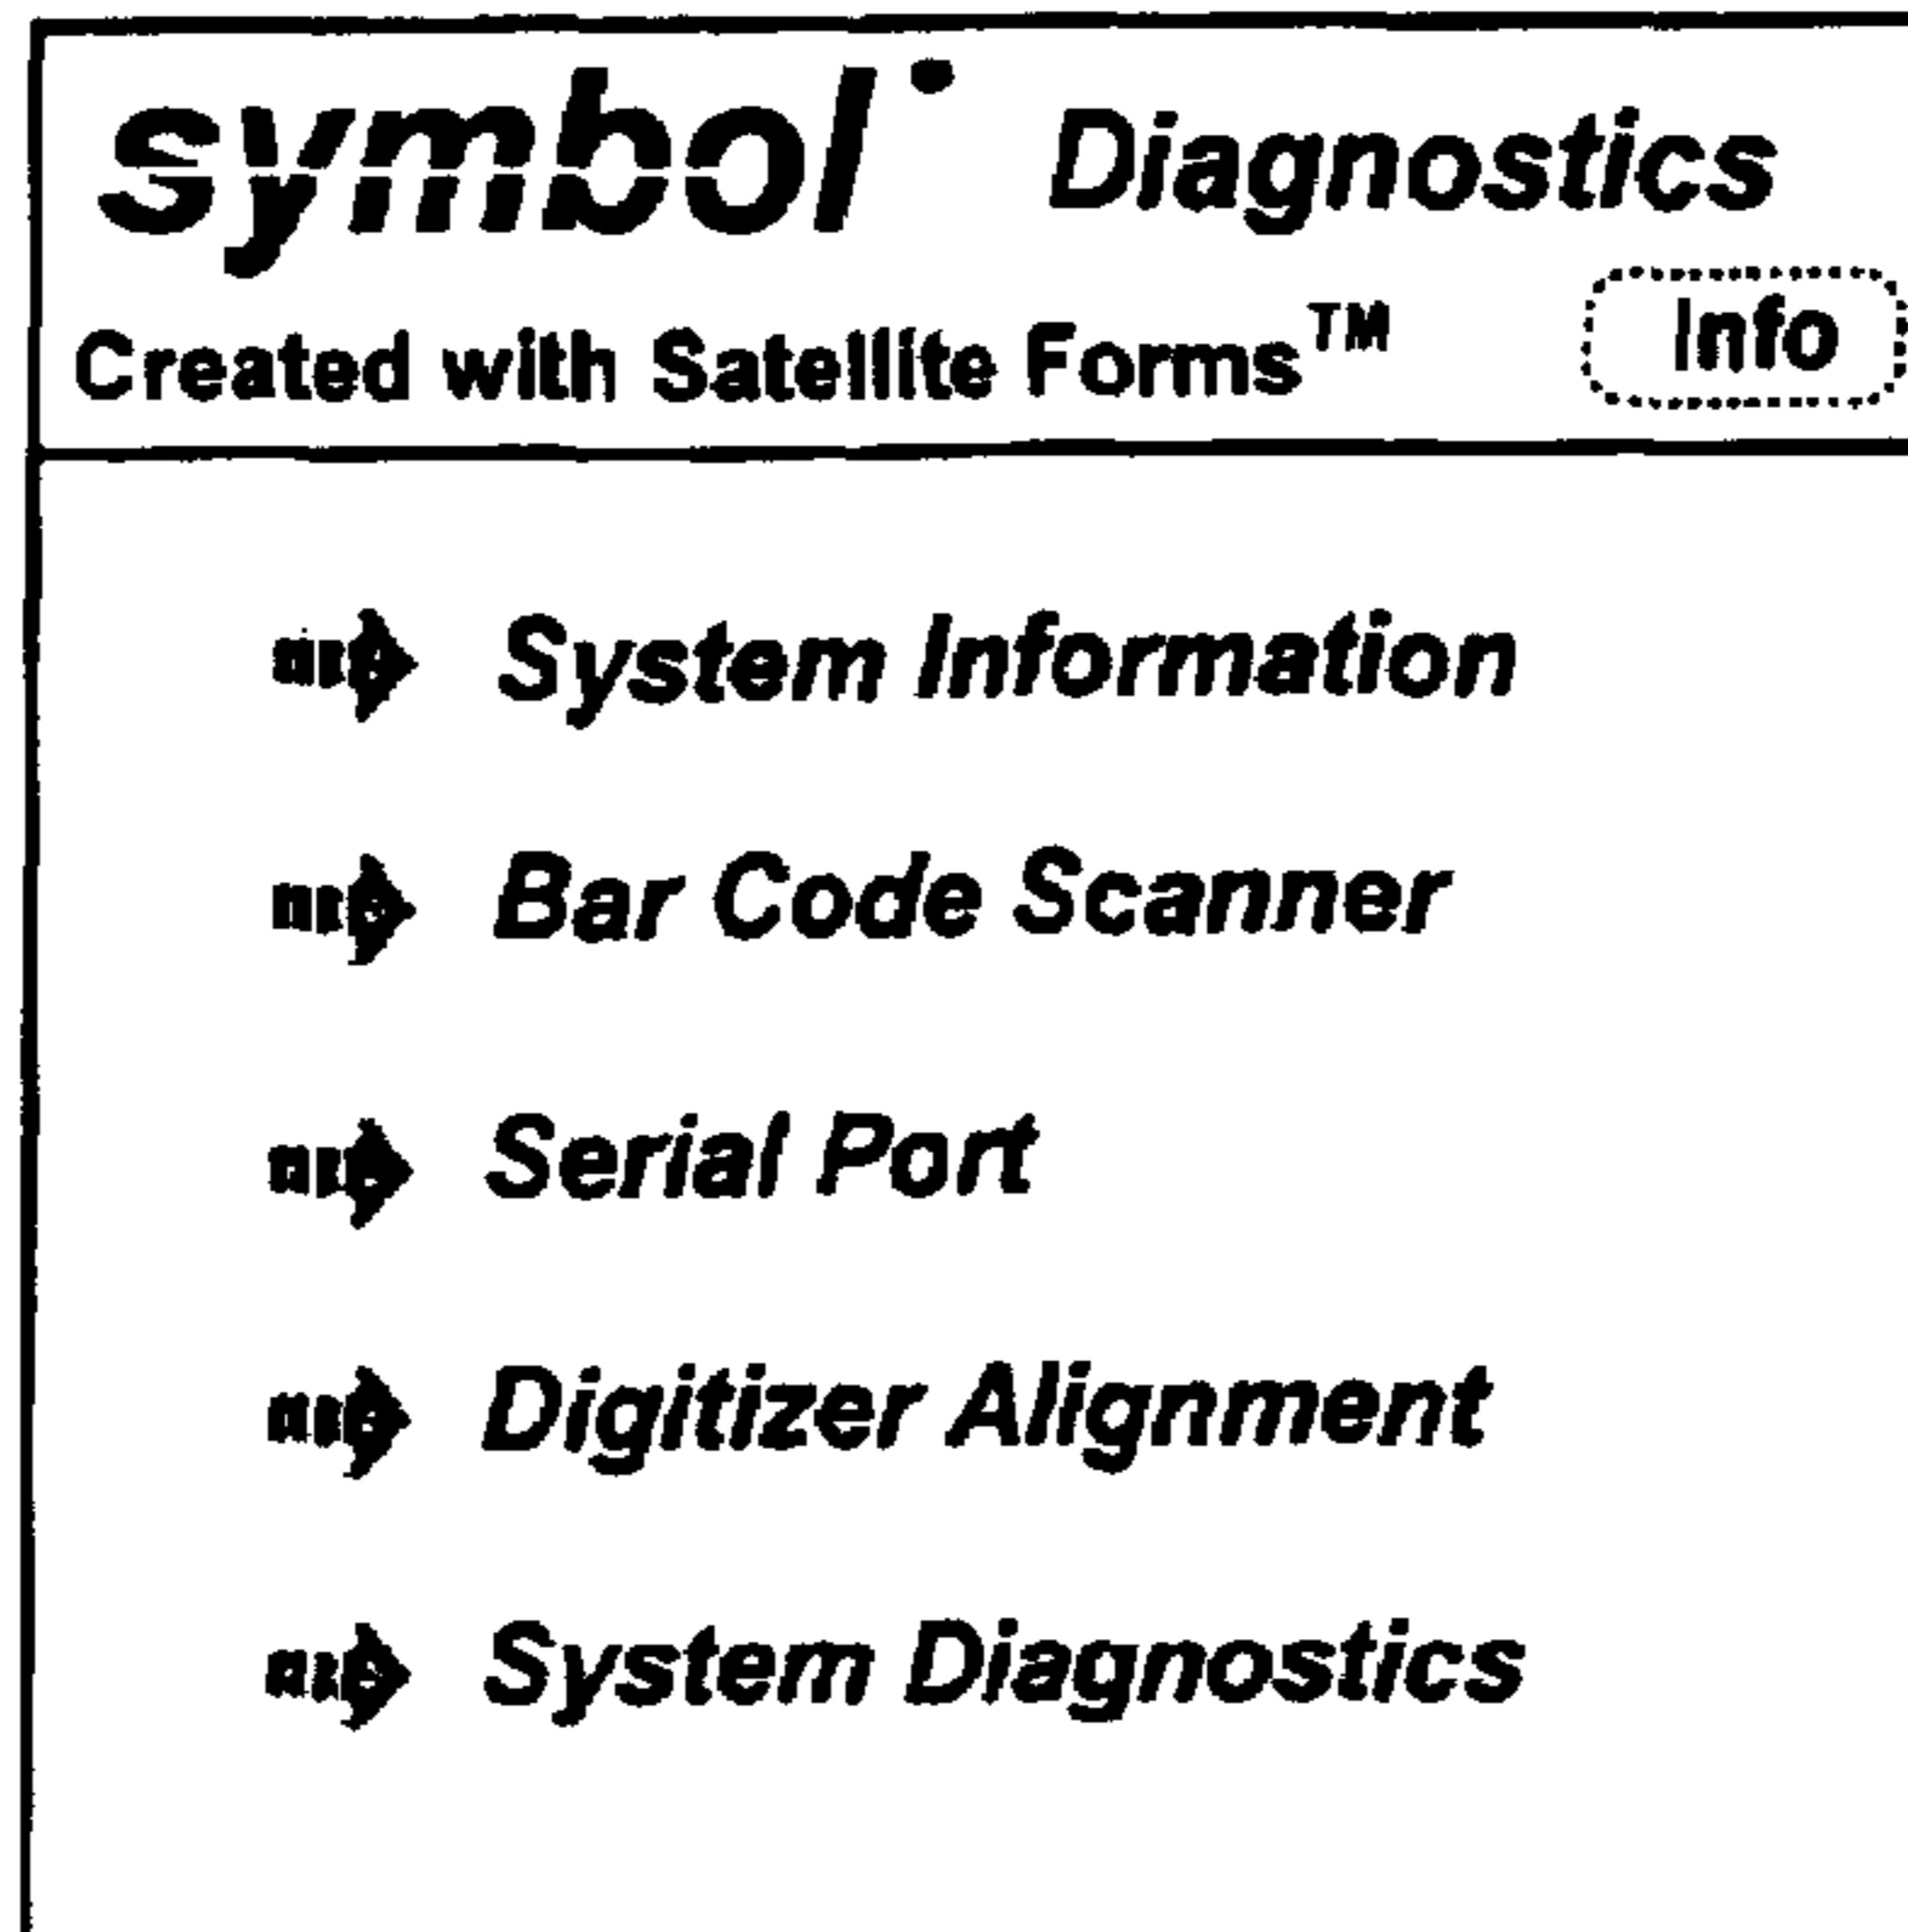 symbol Diagnostics
Created with Satellite Forms™ Info
System Information
Bar Code Scanner
Serial Port
Digitizer Alignment
System Diagnostics